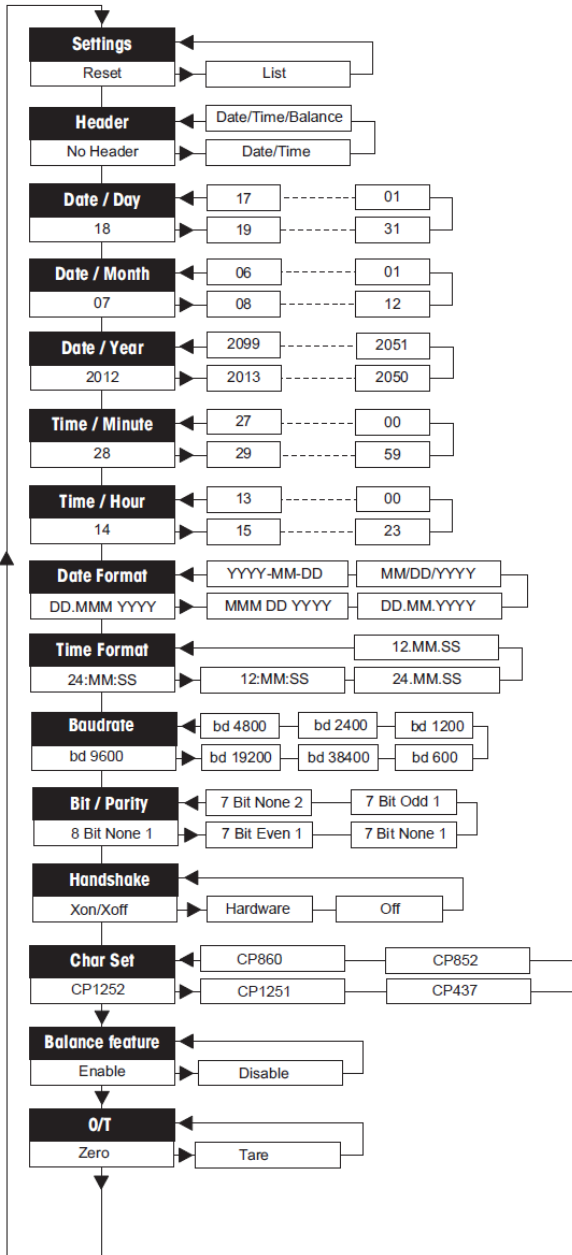 Settings
Reset List
Header Date/Time/Balance
No Header Date/Time
Date / Day 17 01
18 19 31
Date / Month 06 01
07 08 12
Date / Year 2099 2051
2012 2013 2050
Time / Minute 27 00
28 29 59
Time / Hour 13 00
14 15 23
Date Format YYYY-MM-DD MM/DD/YYYY
DD.MMM YYYY MMM DD YYYY DD.MM.YYYY
Time Format 12.MM.SS
24:MM:SS 12:MM:SS 24.MM.SS
Baudrate bd 4800 bd 2400 bd 1200
bd 9600 bd 19200 bd 38400 bd 600
Bit / Parity 7 Bit None 2 7 Bit Odd 1
8 Bit None 1 7 Bit Even 1 7 Bit None 1
Handshake
Xon/Xoff Hardware Off
Char Set CP860 CP852
CP1252 CP1251 CP437
Balance feature
Enable Disable
O/T
Zero Tare